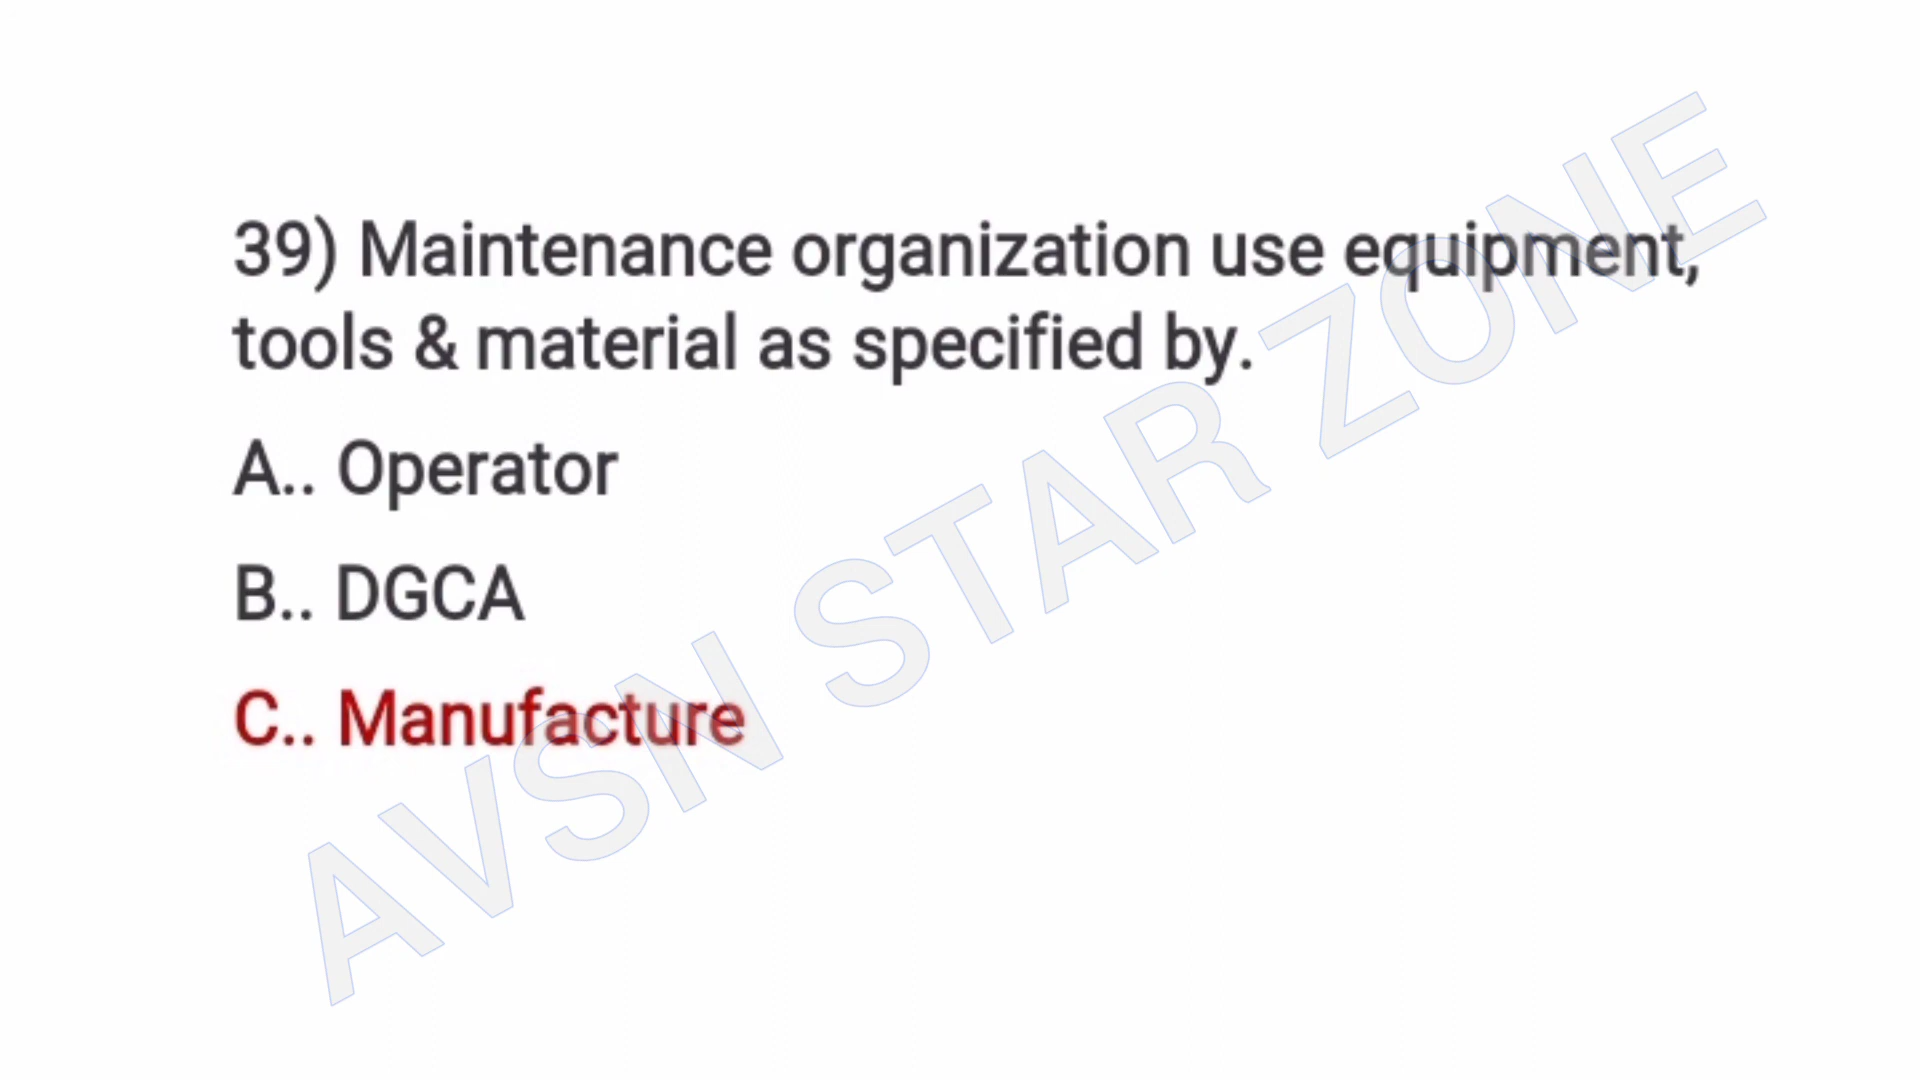 39) Maintenance organization use equipment,
tools & material as specified by.
A.. Operator
B.. DGCA
C.. Manufacture
AVSN STAR ZONE